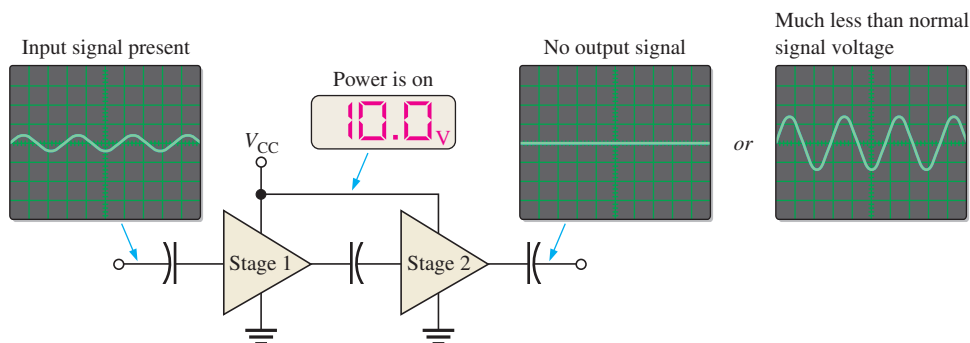 Input signal present
Power is on
10.0 V
No output signal
or
Much less than normal
signal voltage
VCC
Stage 1
Stage 2